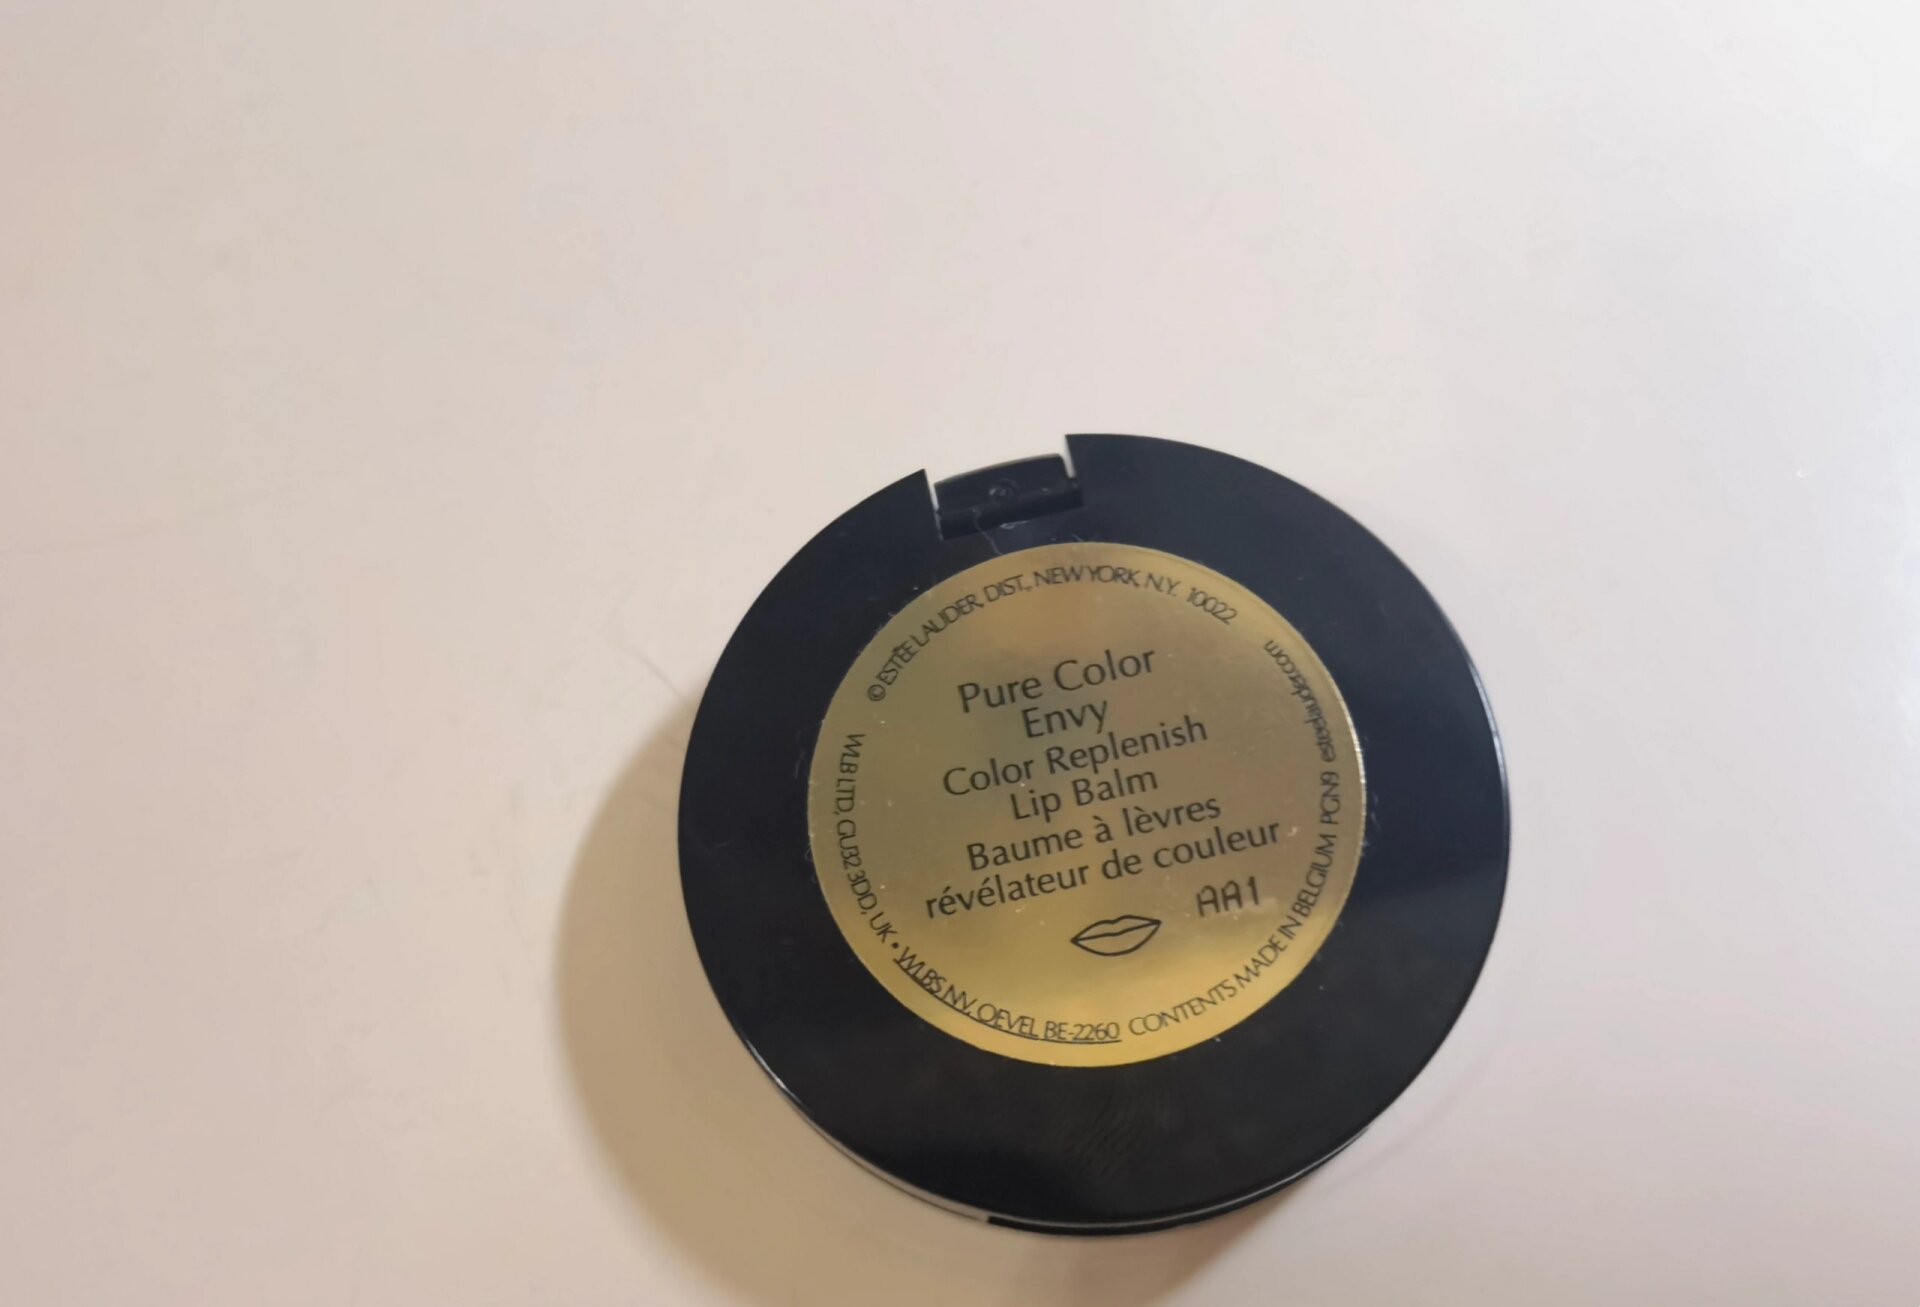 ©ESTĒE LAUDER DIST., NEW YORK, N.Y. 10022
Pure Color
Envy
Color Replenish
Lip Balm
Baume à lèvres
révélateur de couleur
AA1
WLB LTD, GU32 3DD, UK • WLBS NV, OEVEL BE-2260
CONTENTS MADE IN BELGIUM PGN9 esteelauder.com